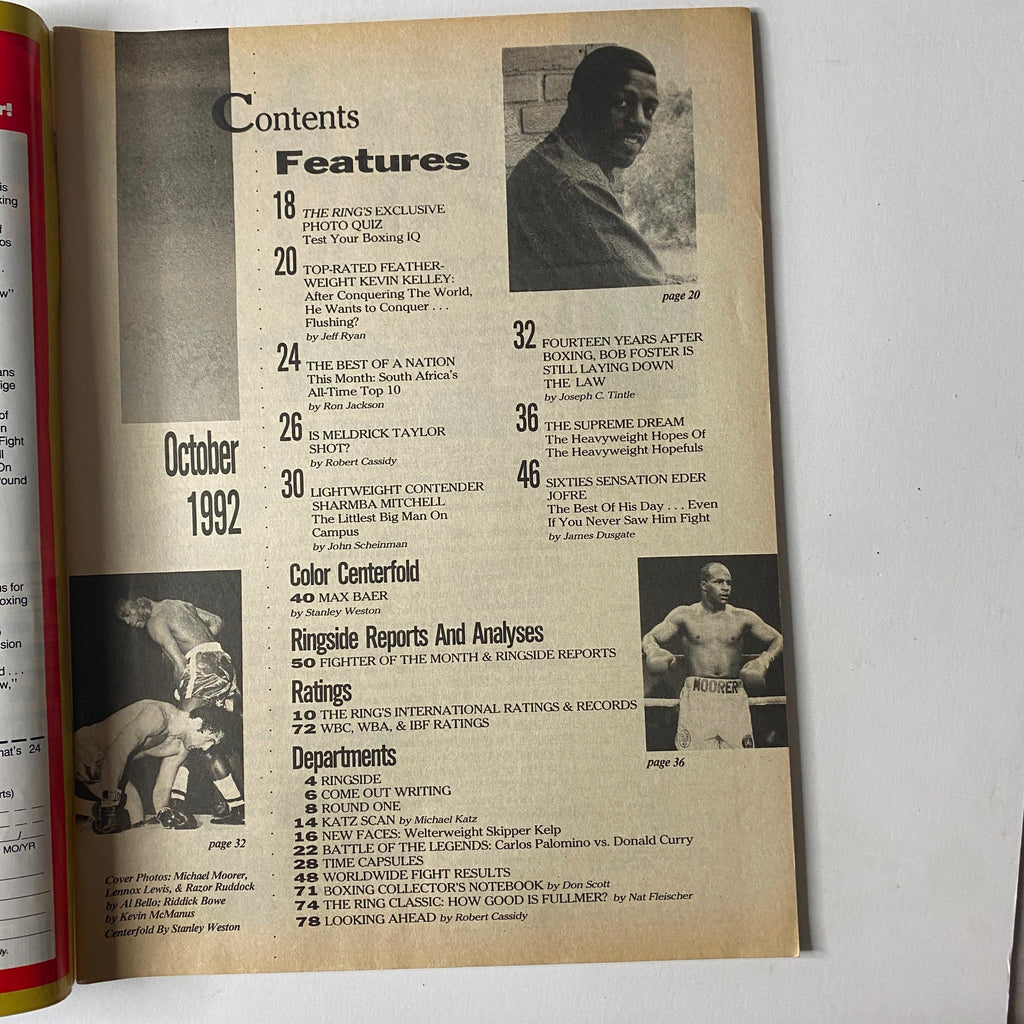 Contents
Features
18 THE RING'S EXCLUSIVE
PHOTO QUIZ
Test Your Boxing IQ
20 TOP-RATED FEATHER-
WEIGHT KEVIN KELLEY:
After Conquering The World,
He Wants to Conquer . . .
Flushing?
by Jeff Ryan
24 THE BEST OF A NATION
This Month: South Africa's
All-Time Top 10
by Ron Jackson
26 IS MELDRICK TAYLOR
SHOT?
by Robert Cassidy
30 LIGHTWEIGHT CONTENDER
SHARMBA MITCHELL
The Littlest Big Man On
Campus
by John Scheinman
page 20
32 FOURTEEN YEARS AFTER
BOXING, BOB FOSTER IS
STILL LAYING DOWN
THE LAW
by Joseph C. Tintle
36 THE SUPREME DREAM
The Heavyweight Hopes Of
The Heavyweight Hopefuls
46 SIXTIES SENSATION EDER
JOFRE
The Best Of His Day . . . Even
If You Never Saw Him Fight
by James Dusgate
October
1992
Color Centerfold
40 MAX BAER
by Stanley Weston
Ringside Reports And Analyses
50 FIGHTER OF THE MONTH & RINGSIDE REPORTS
Ratings
10 THE RING'S INTERNATIONAL RATINGS & RECORDS
72 WBC, WBA, & IBF RATINGS
MOORER
page 36
Departments
4 RINGSIDE
6 COME OUT WRITING
8 ROUND ONE
14 KATZ SCAN by Michael Katz
16 NEW FACES: Welterweight Skipper Kelp
22 BATTLE OF THE LEGENDS: Carlos Palomino vs. Donald Curry
28 TIME CAPSULES
48 WORLDWIDE FIGHT RESULTS
71 BOXING COLLECTOR'S NOTEBOOK by Don Scott
74 THE RING CLASSIC: HOW GOOD IS FULLMER? by Nat Fleischer
78 LOOKING AHEAD by Robert Cassidy
page 32
Cover Photos: Michael Moorer,
Lennox Lewis, & Razor Ruddock
by Al Bello; Riddick Bowe
by Kevin McManus
Centerfold By Stanley Weston
of
Fight
On
us for
24
MO/YR